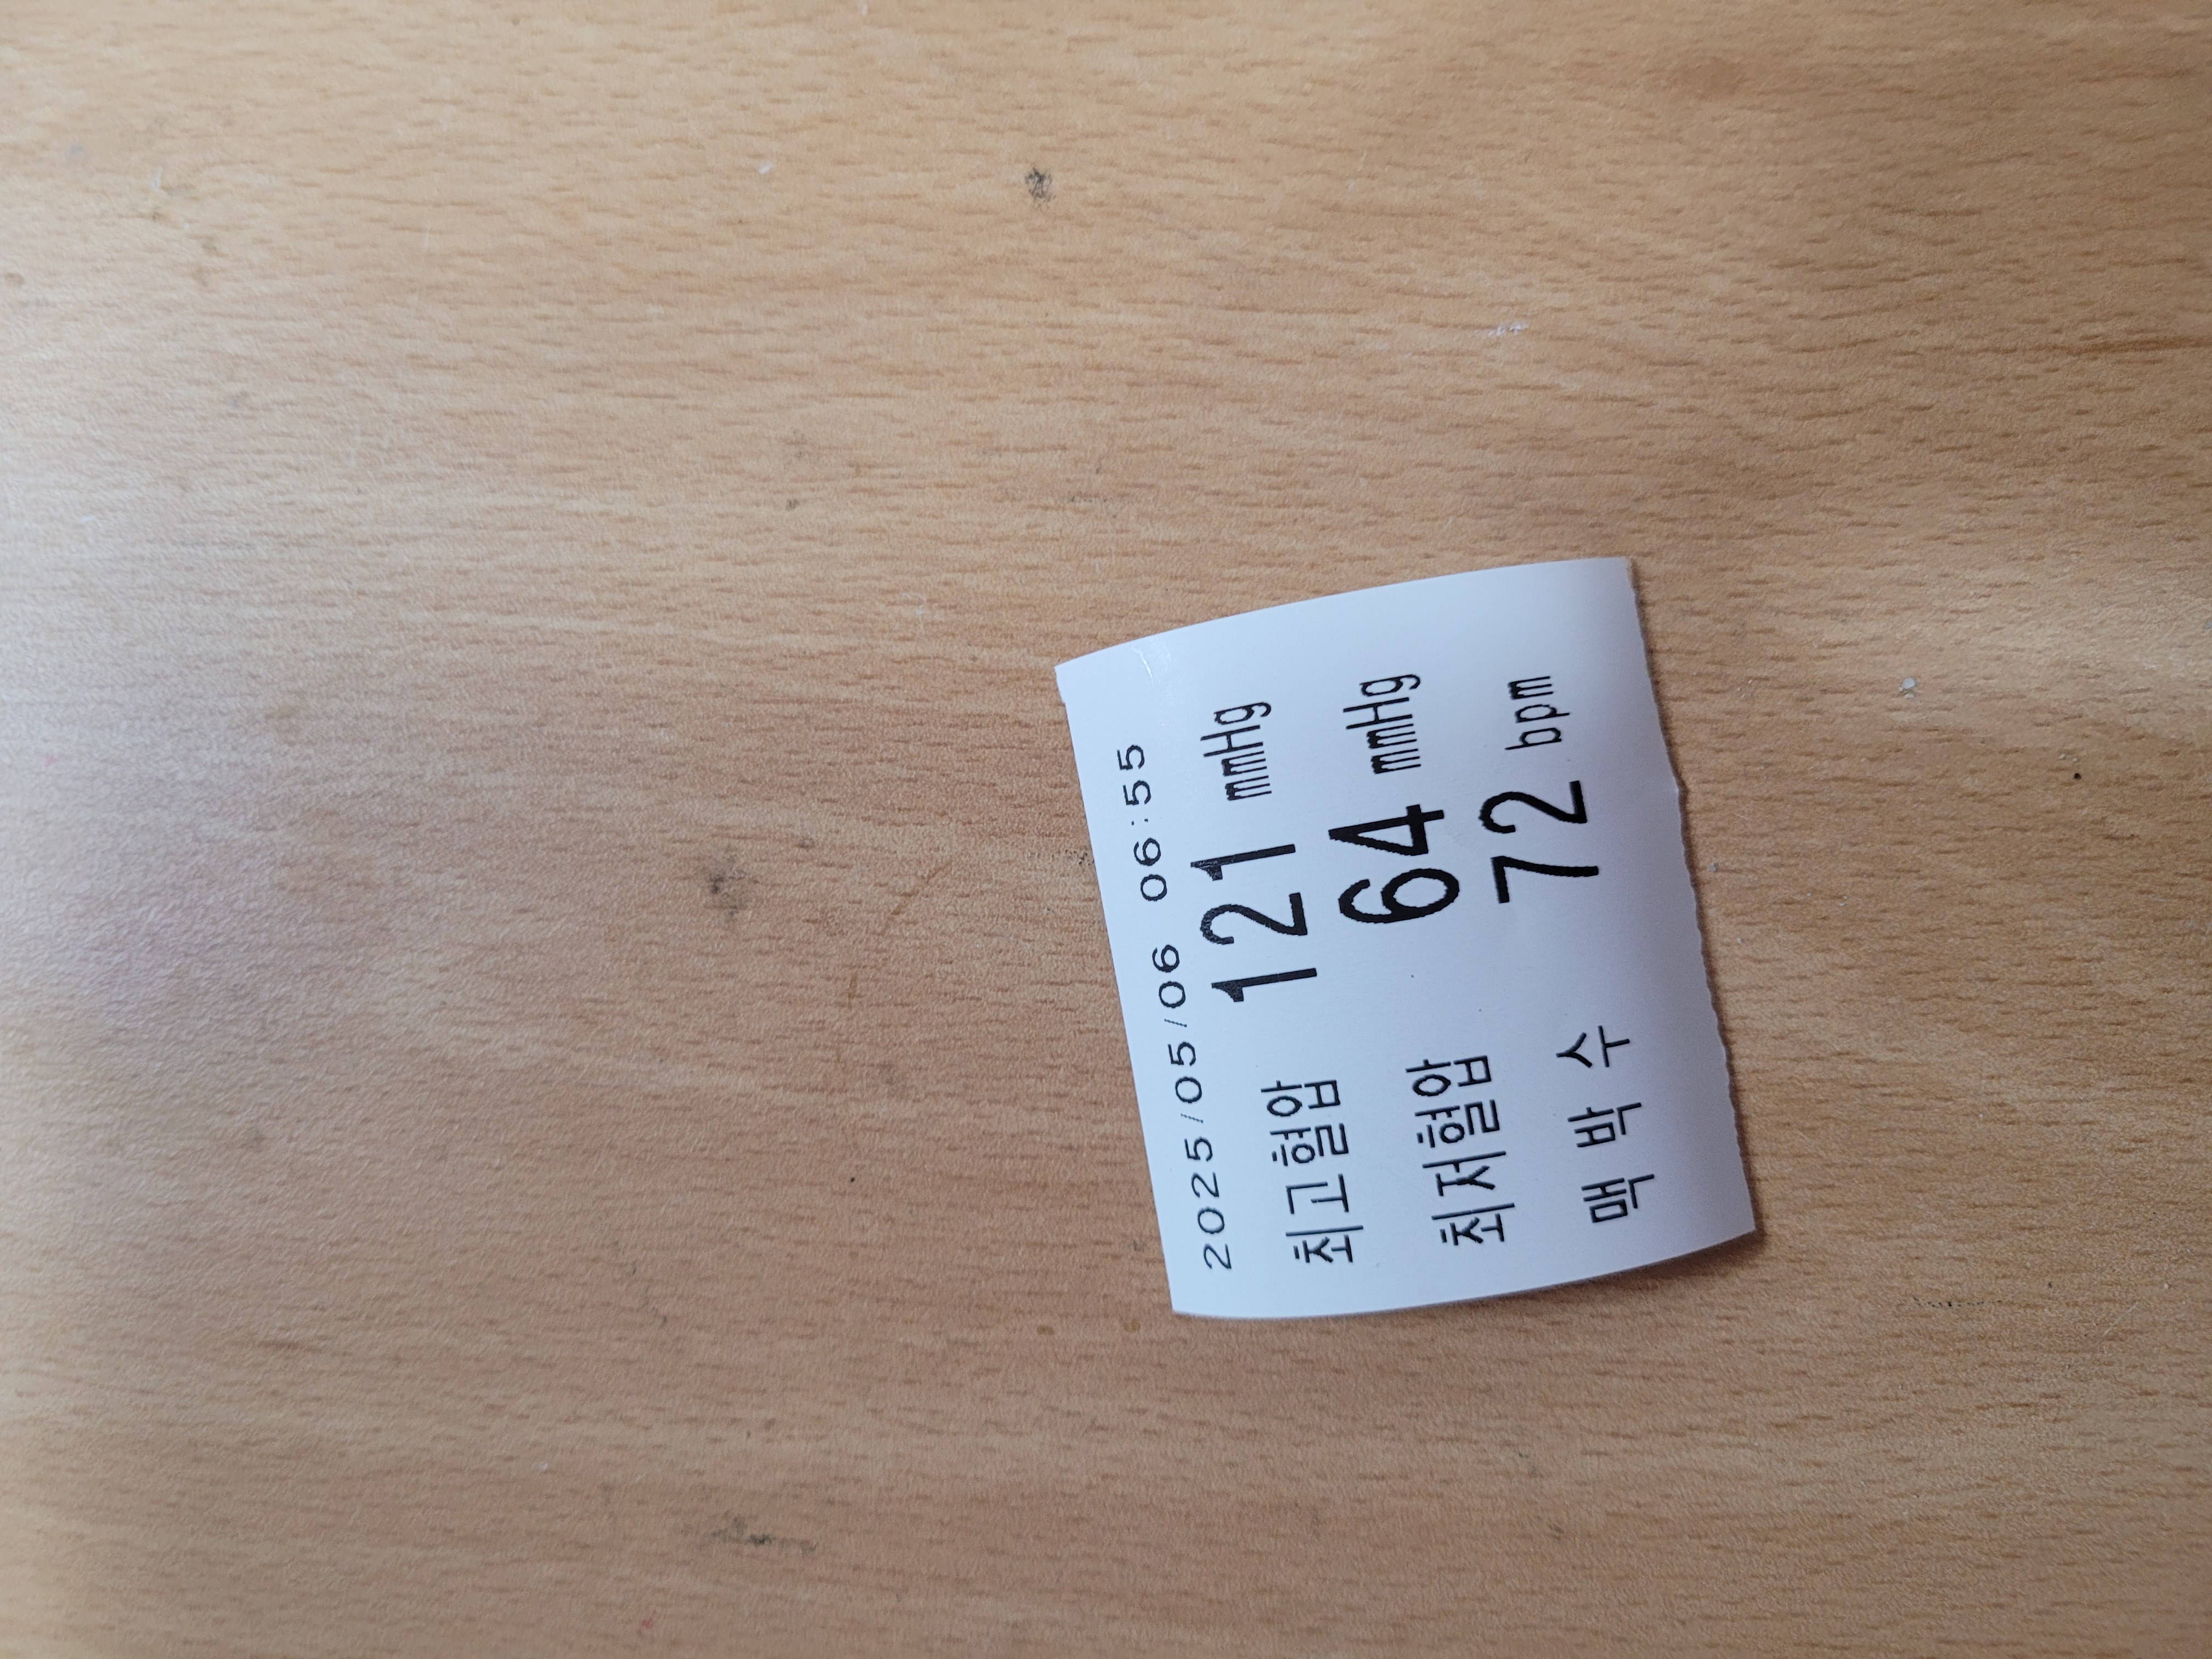 2025/05/06 06:55
최고혈압 121 mmHg
최저혈압 64 mmHg
맥 박 수 72 bpm